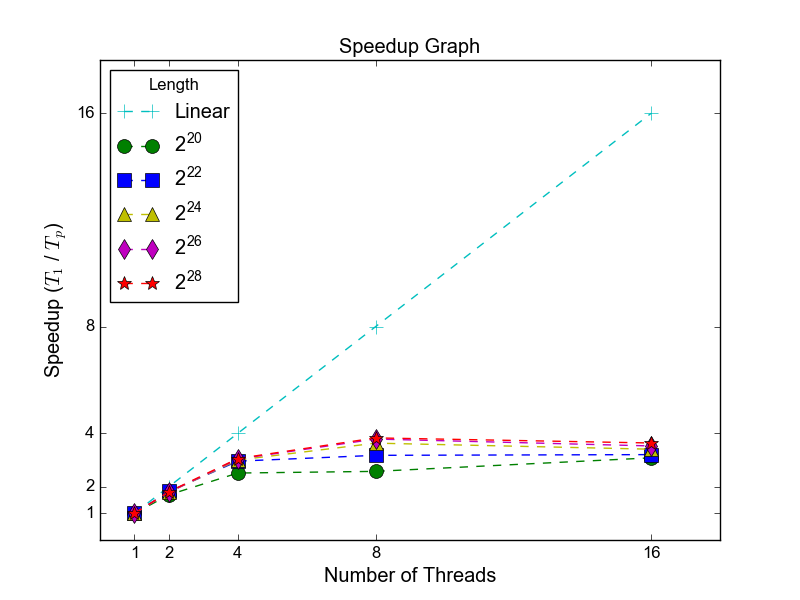 Speedup Graph
Length
Linear
2^20
2^22
2^24
2^26
2^28
16
8
4
2
1
Speedup (T_1 / T_p)
1 2 4 8 16
Number of Threads